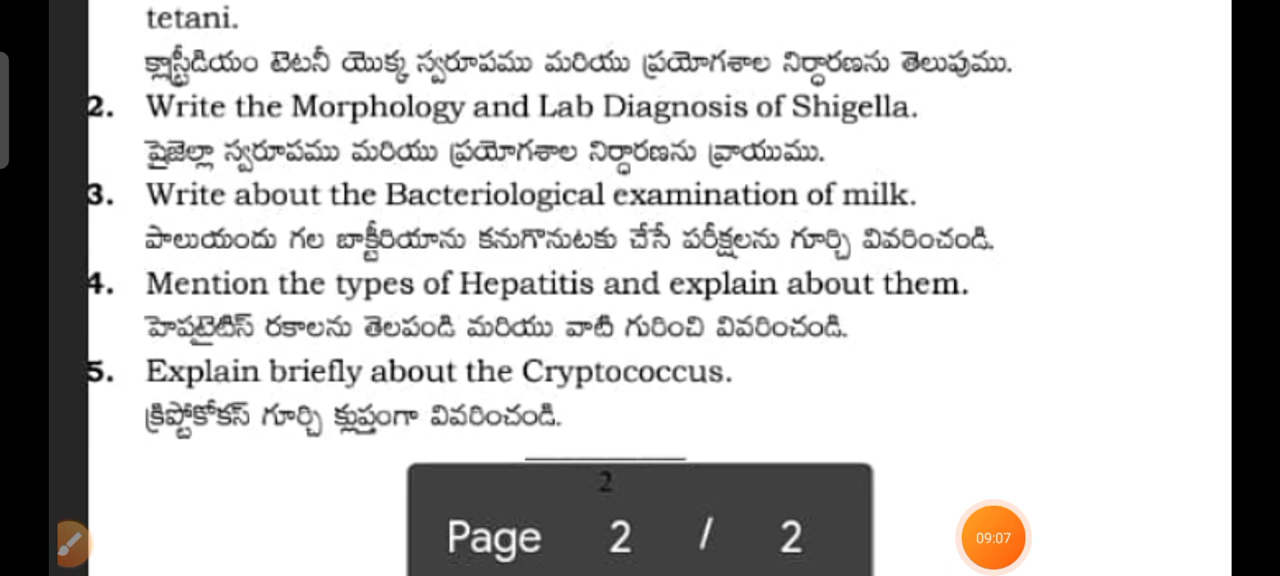 tetani.
క్లాస్ట్రీడియం టెటనీ యొక్క స్వరూపము మరియు ప్రయోగశాల నిర్ధారణను తెలుపుము.
2. Write the Morphology and Lab Diagnosis of Shigella.
షైజెల్లా స్వరూపము మరియు ప్రయోగశాల నిర్ధారణను వ్రాయుము.
3. Write about the Bacteriological examination of milk.
పాలుయందు గల బాక్టీరియాను కనుగొనుటకు చేసే పరీక్షలను గూర్చి వివరించండి.
4. Mention the types of Hepatitis and explain about them.
హెపటైటిస్ రకాలను తెలపండి మరియు వాటి గురించి వివరించండి.
5. Explain briefly about the Cryptococcus.
క్రిప్టోకోకస్ గూర్చి క్లుప్తంగా వివరించండి.
2
Page 2 / 2
09:07